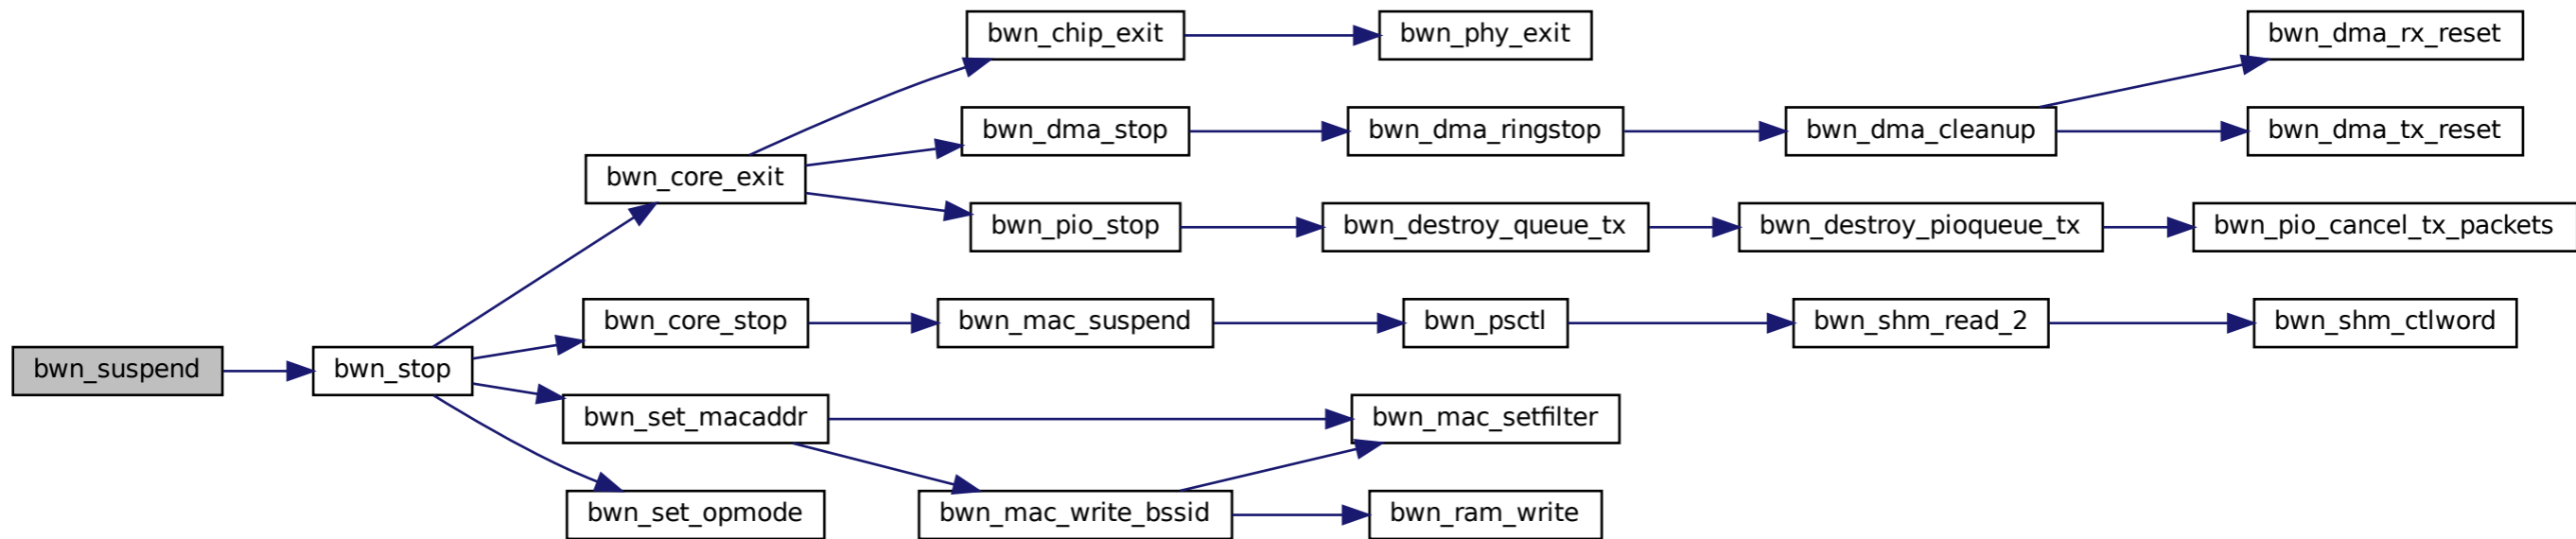 bwn_chip_exit
bwn_phy_exit
bwn_dma_rx_reset
bwn_dma_stop
bwn_dma_ringstop
bwn_dma_cleanup
bwn_dma_tx_reset
bwn_core_exit
bwn_pio_stop
bwn_destroy_queue_tx
bwn_destroy_pioqueue_tx
bwn_pio_cancel_tx_packets
bwn_core_stop
bwn_mac_suspend
bwn_psctl
bwn_shm_read_2
bwn_shm_ctlword
bwn_suspend
bwn_stop
bwn_set_macaddr
bwn_mac_setfilter
bwn_set_opmode
bwn_mac_write_bssid
bwn_ram_write